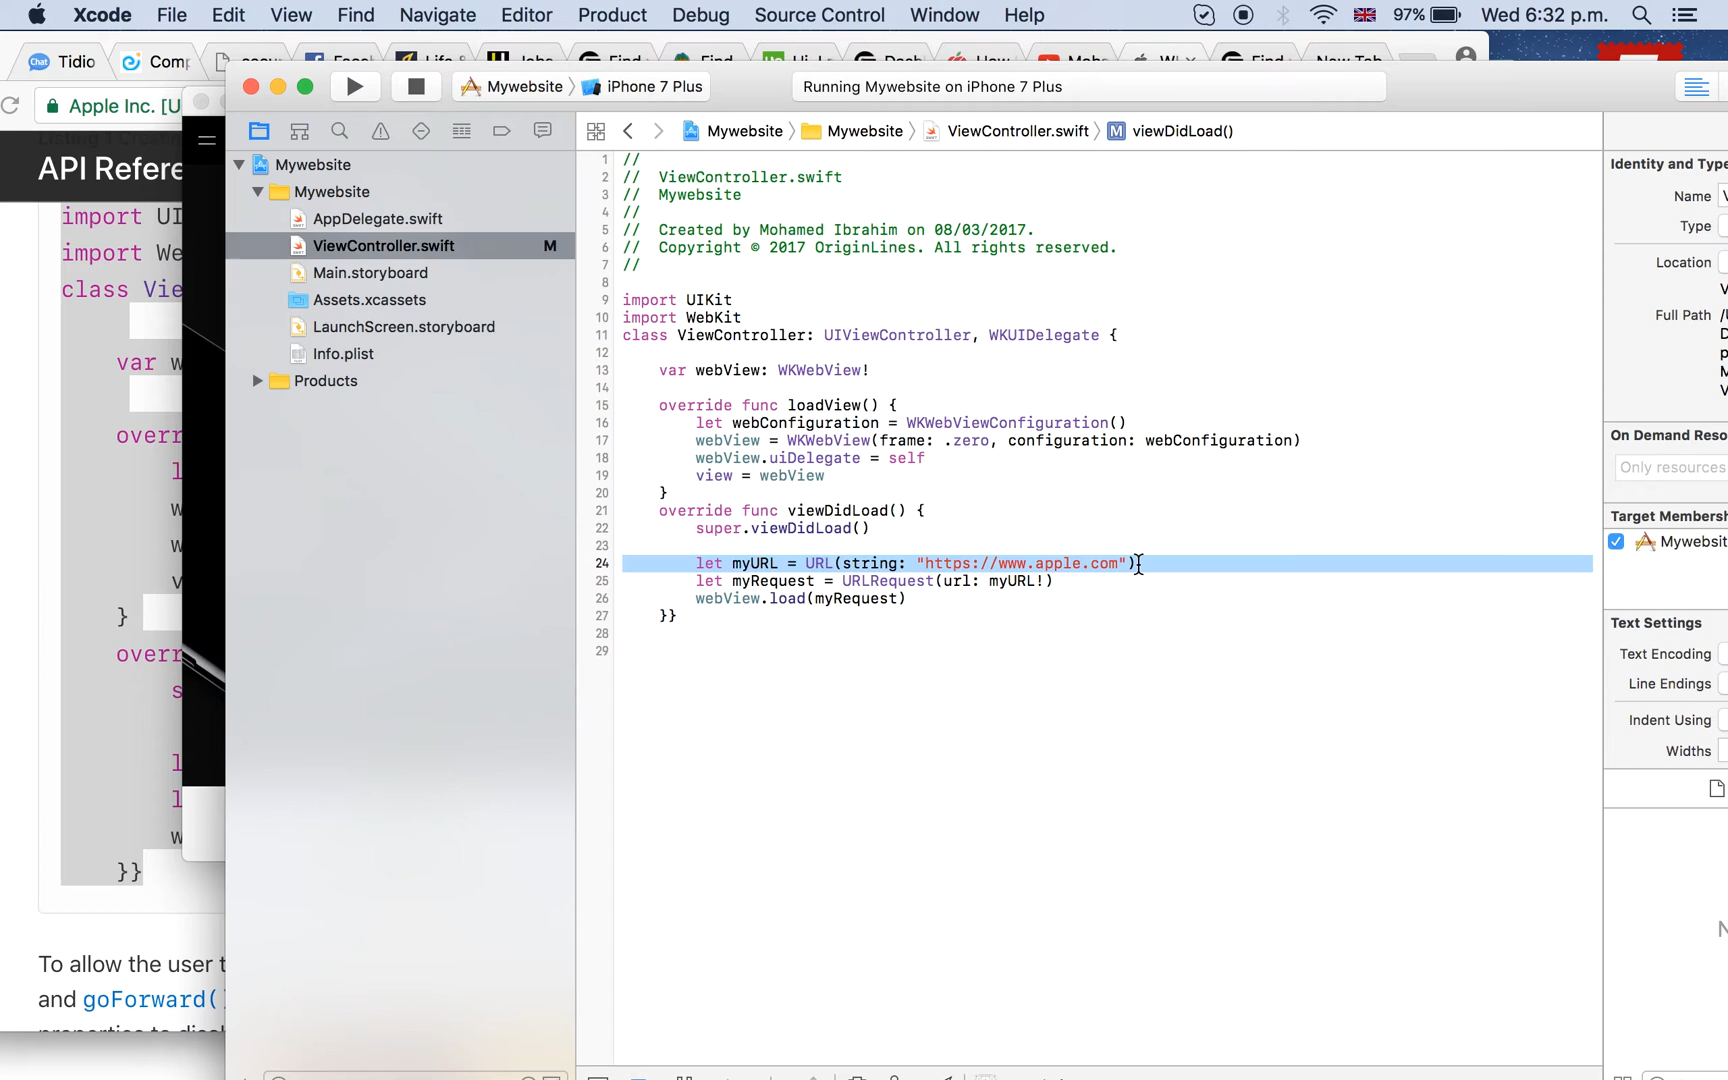 Xcode File Edit View Find Navigate Editor Product Debug Source Control Window Help 97% Wed 6:32 p.m.
Chat Tidio Comp Jobs New Tab
Apple Inc. [U
Mywebsite iPhone 7 Plus
Running Mywebsite on iPhone 7 Plus
API Refere
import UI
import We
class Vie
var w
overr
l
w
w
v
}
overr
s
l
l
w
}}
To allow the user t
and goForward(
Mywebsite
Mywebsite
AppDelegate.swift
ViewController.swift M
Main.storyboard
Assets.xcassets
LaunchScreen.storyboard
Info.plist
Products
Mywebsite Mywebsite ViewController.swift M viewDidLoad()
1 //
2 // ViewController.swift
3 // Mywebsite
4 //
5 // Created by Mohamed Ibrahim on 08/03/2017.
6 // Copyright © 2017 OriginLines. All rights reserved.
7 //
8
9 import UIKit
10 import WebKit
11 class ViewController: UIViewController, WKUIDelegate {
12
13 var webView: WKWebView!
14
15 override func loadView() {
16 let webConfiguration = WKWebViewConfiguration()
17 webView = WKWebView(frame: .zero, configuration: webConfiguration)
18 webView.uiDelegate = self
19 view = webView
20 }
21 override func viewDidLoad() {
22 super.viewDidLoad()
23
24 let myURL = URL(string: "https://www.apple.com")
25 let myRequest = URLRequest(url: myURL!)
26 webView.load(myRequest)
27 }}
28
29
Identity and Type
Name V
Type
Location
V
Full Path /U
D
p
M
V
On Demand Reso
Only resources
Target Membersh
Mywebsit
Text Settings
Text Encoding
Line Endings
Indent Using
Widths
N